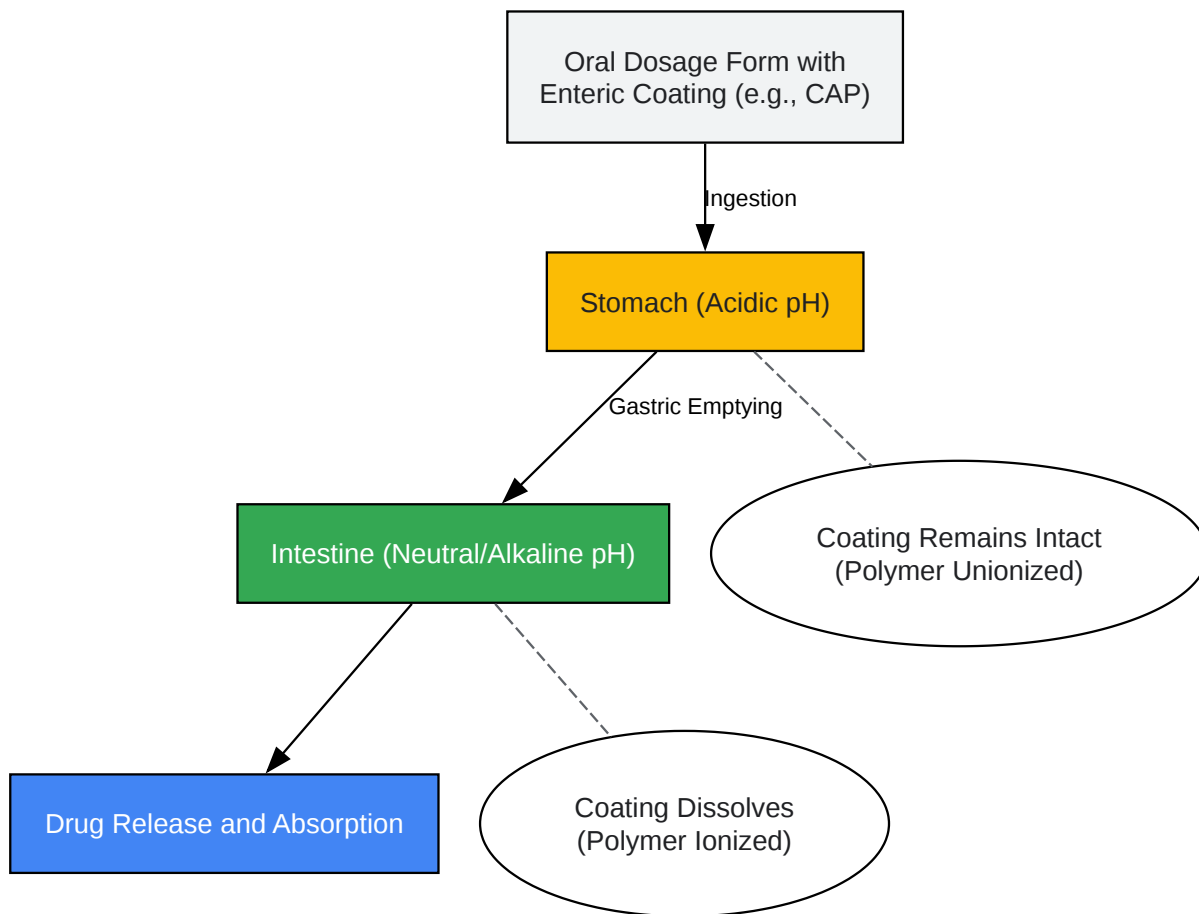 Oral Dosage Form with
Enteric Coating (e.g., CAP)
Ingestion
Stomach (Acidic pH)
Gastric Emptying
Intestine (Neutral/Alkaline pH)
Coating Remains Intact
(Polymer Unionized)
Drug Release and Absorption
Coating Dissolves
(Polymer Ionized)